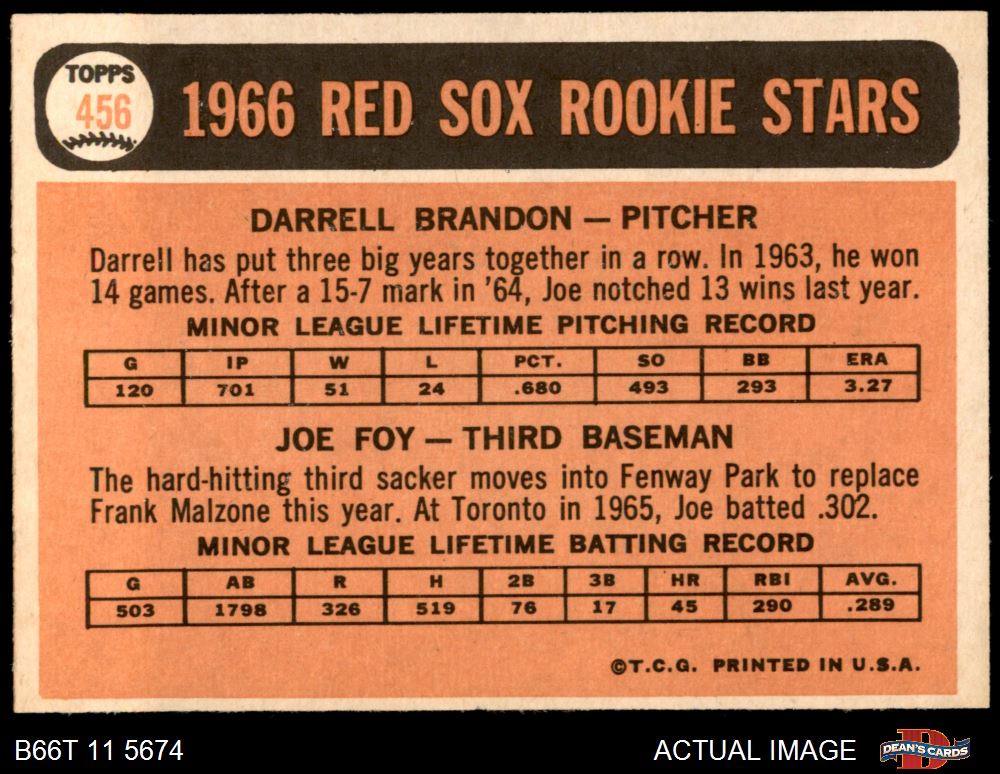 TOPPS
456
1966 RED SOX ROOKIE STARS
DARRELL BRANDON — PITCHER
Darrell has put three big years together in a row. In 1963, he won
14 games. After a 15-7 mark in '64, Joe notched 13 wins last year.
MINOR LEAGUE LIFETIME PITCHING RECORD
G IP W L PCT. SO BB ERA
120 701 51 24 .680 493 293 3.27
JOE FOY — THIRD BASEMAN
The hard-hitting third sacker moves into Fenway Park to replace
Frank Malzone this year. At Toronto in 1965, Joe batted .302.
MINOR LEAGUE LIFETIME BATTING RECORD
G AB R H 2B 3B HR RBI AVG.
503 1798 326 519 76 17 45 290 .289
©T.C.G. PRINTED IN U.S.A.
B66T 11 5674 ACTUAL IMAGE DEAN'S CARDS